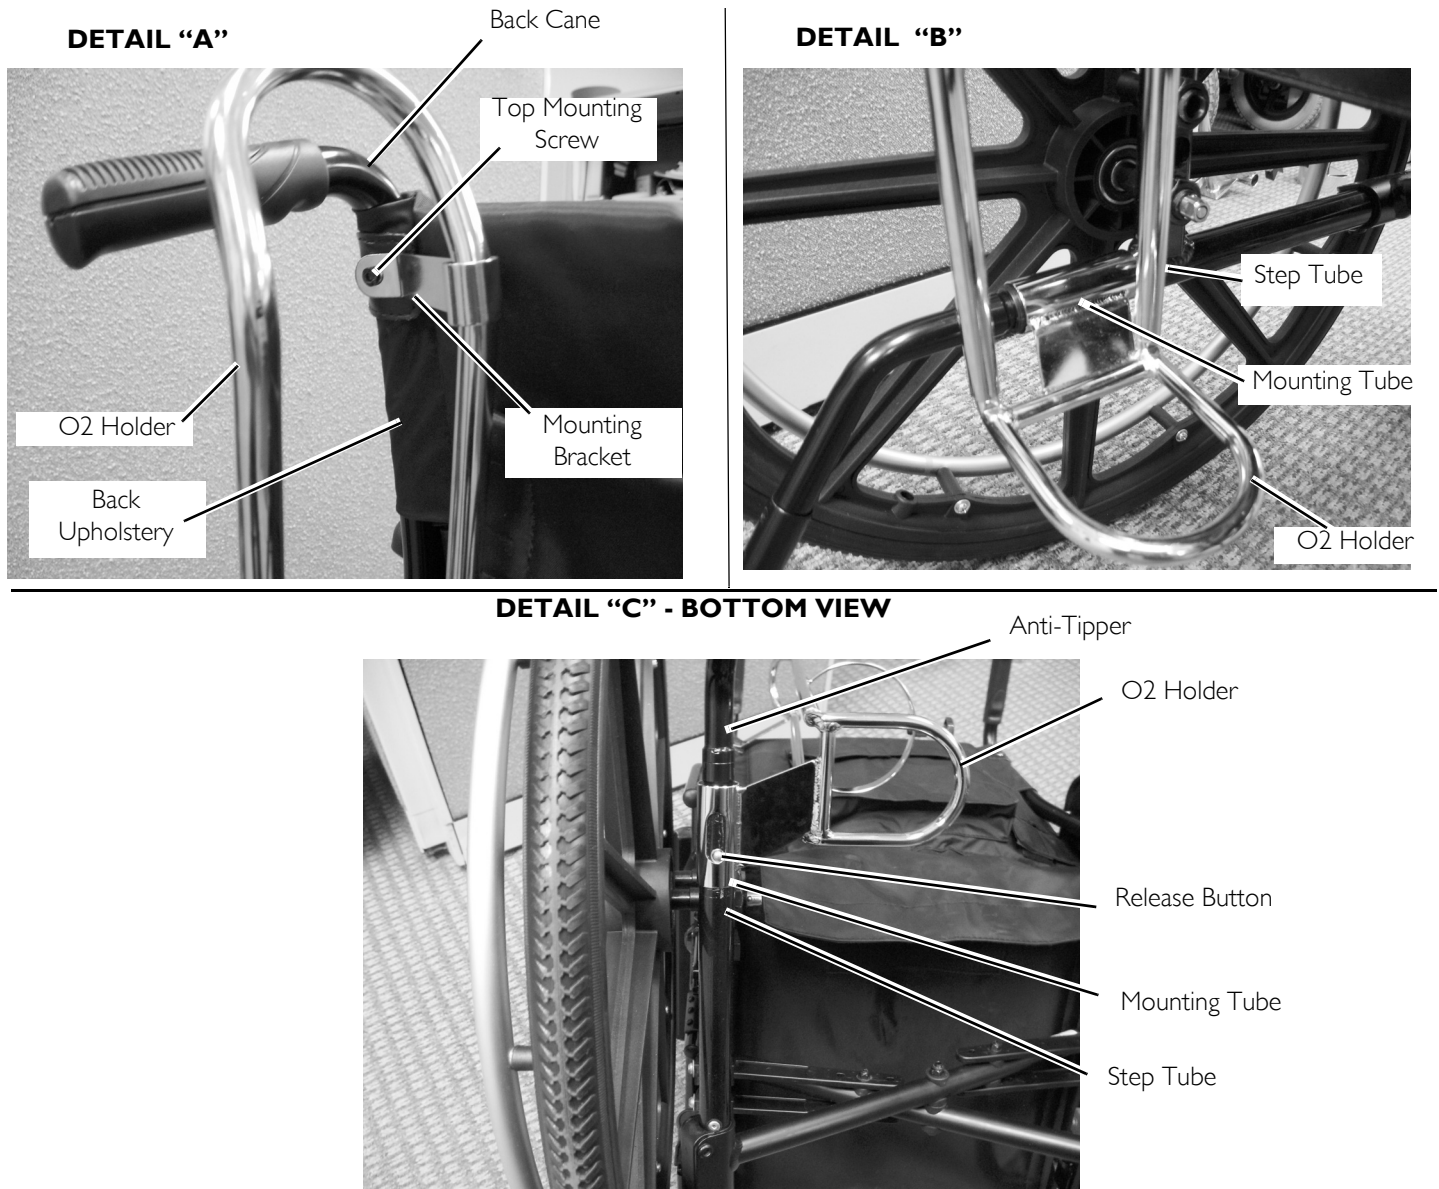 DETAIL “A”
Back Cane
Top Mounting
Screw
O2 Holder
Mounting
Bracket
Back
Upholstery
DETAIL “B”
Step Tube
Mounting Tube
O2 Holder
DETAIL “C” - BOTTOM VIEW
Anti-Tipper
O2 Holder
Release Button
Mounting Tube
Step Tube